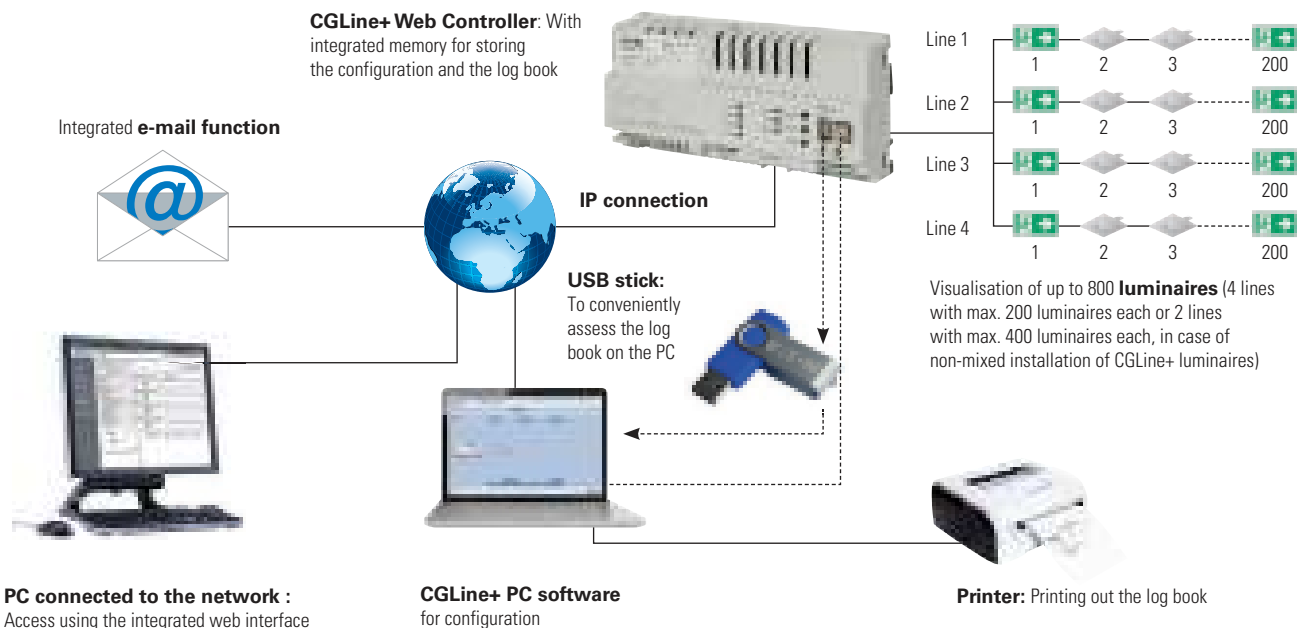 CGLine+ Web Controller: With
integrated memory for storing
the configuration and the log book
Integrated e-mail function
@
IP connection
USB stick:
To conveniently
assess the log
book on the PC
Line 1
1 2 3 200
Line 2
1 2 3 200
Line 3
1 2 3 200
Line 4
1 2 3 200
Visualisation of up to 800 luminaires (4 lines
with max. 200 luminaires each or 2 lines
with max. 400 luminaires each, in case of
non-mixed installation of CGLine+ luminaires)
PC connected to the network :
Access using the integrated web interface
CGLine+ PC software
for configuration
Printer: Printing out the log book